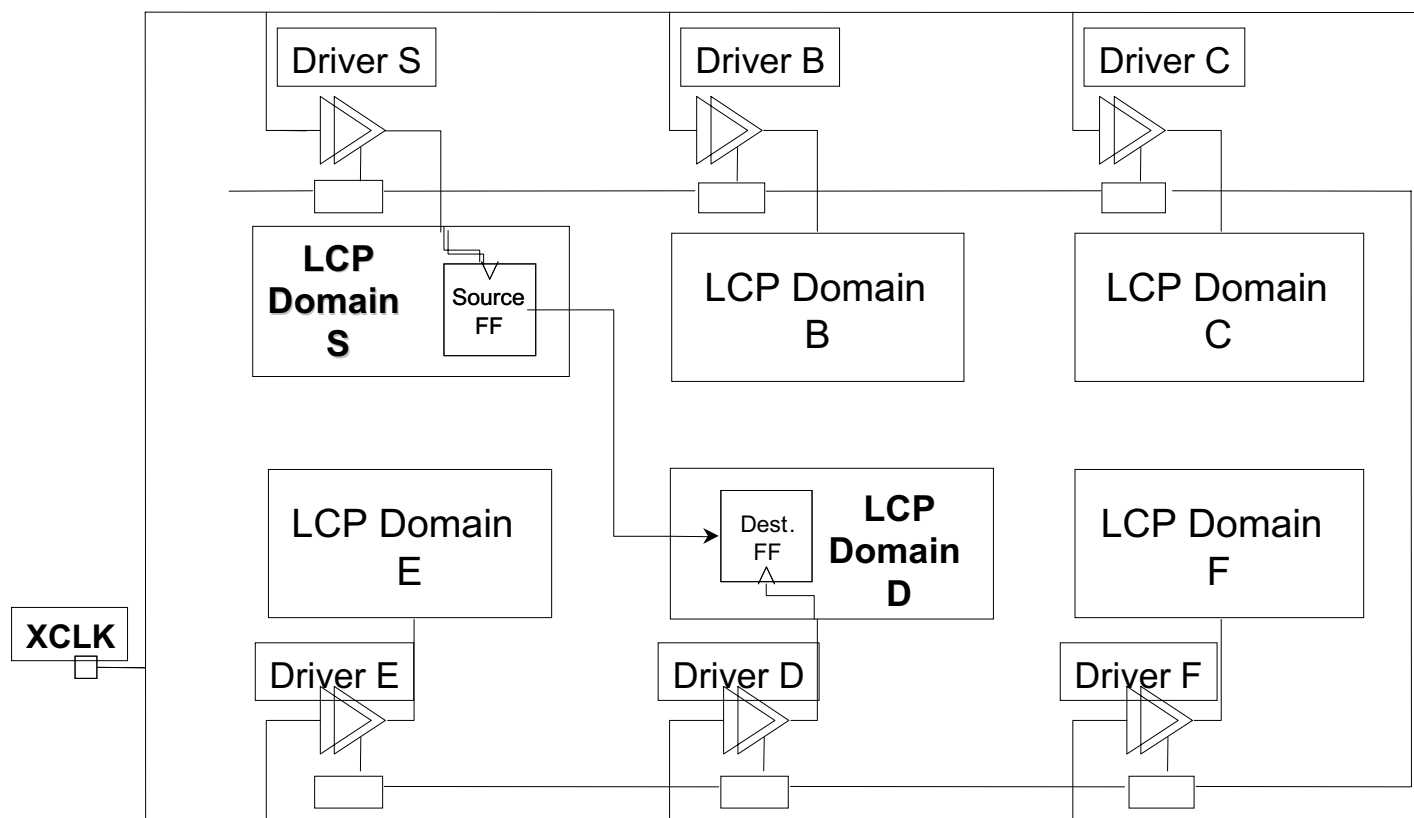 Driver S
Driver B
Driver C
LCP
Domain
S
Source
FF
LCP Domain
B
LCP Domain
C
LCP Domain
E
Dest.
FF
LCP
Domain
D
LCP Domain
F
XCLK
Driver E
Driver D
Driver F